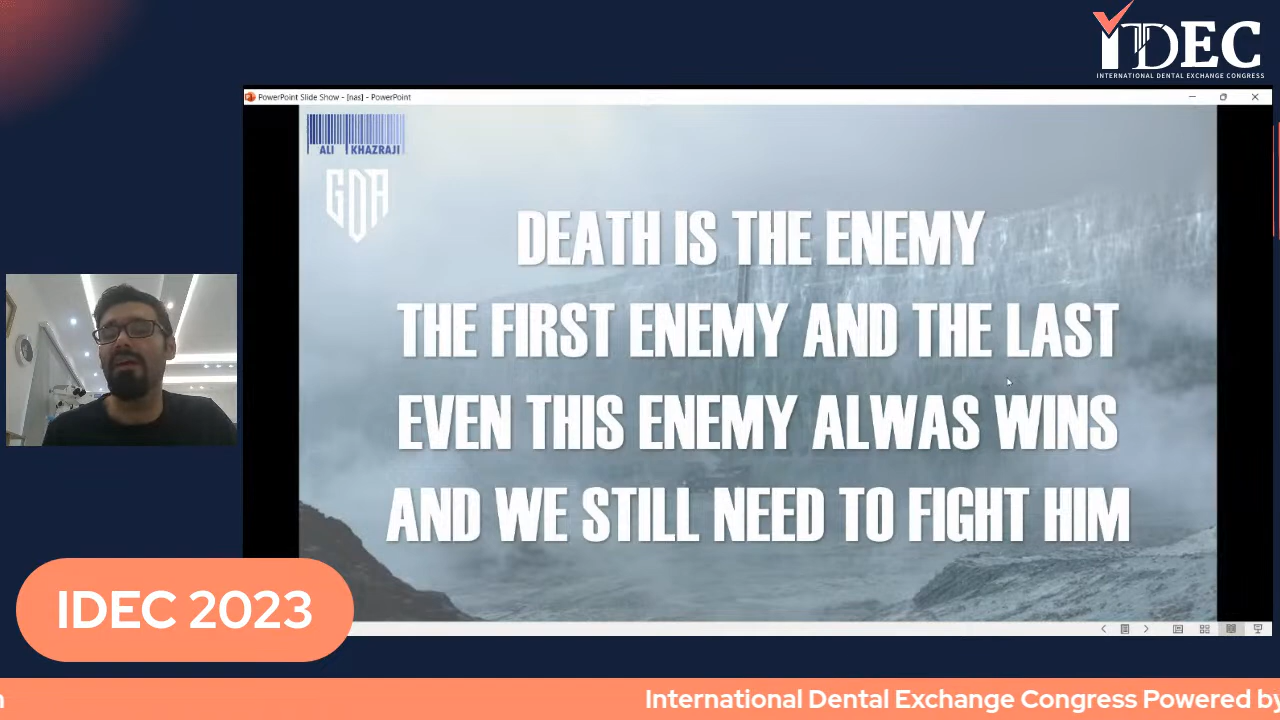 IDEC
INTERNATIONAL DENTAL EXCHANGE CONGRESS
PowerPoint Slide Show - [nas] - PowerPoint
ALI KHAZRAJI
GDA
DEATH IS THE ENEMY
THE FIRST ENEMY AND THE LAST
EVEN THIS ENEMY ALWAS WINS
AND WE STILL NEED TO FIGHT HIM
IDEC 2023
International Dental Exchange Congress Powered by